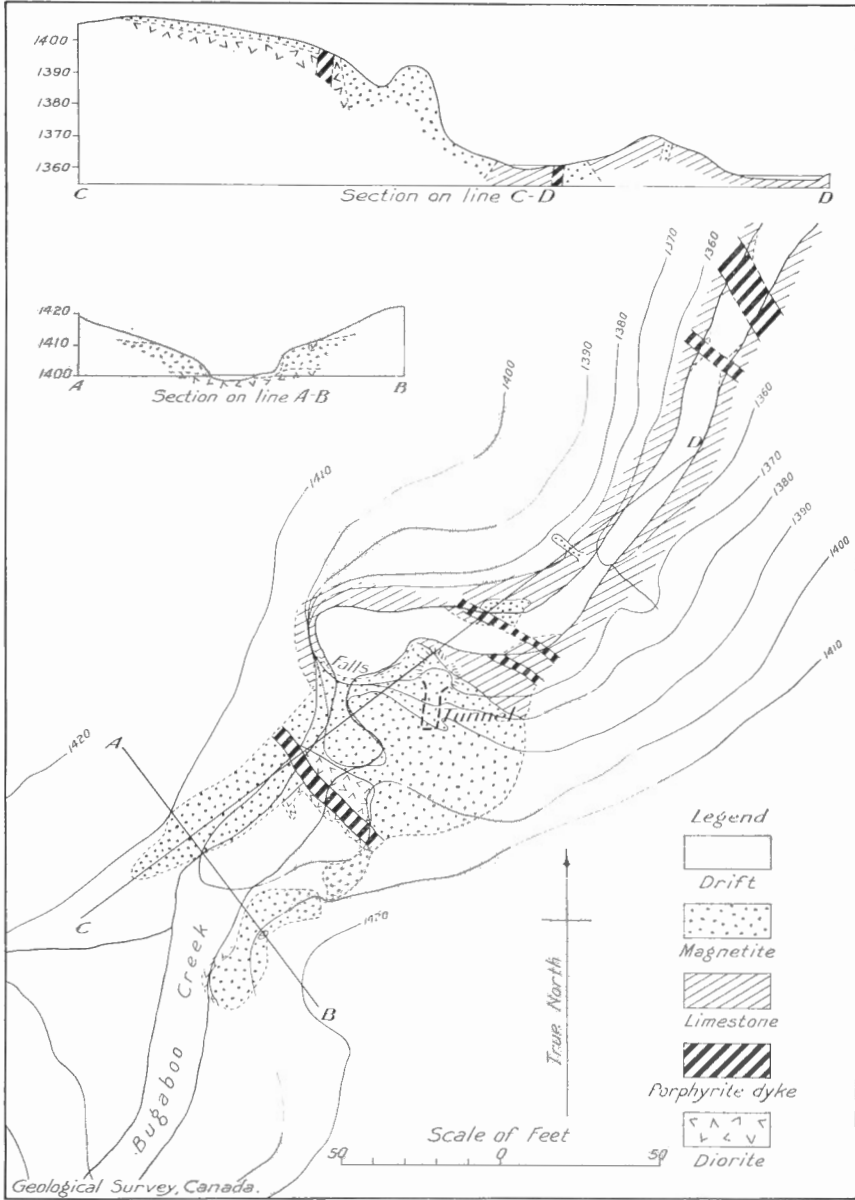 1400
1390
1380
1370
1360
C
D
Section on line C-D
1420
1410
1400
A
B
Section on line A-B
1370
1360
1380
1390
1400
1410
1360
D
1370
1380
1390
1400
1410
Falls
Tunnel
A
1420
C
1420
B
Bugaboo Creek
True North
Legend
Drift
Magnetite
Limestone
Porphyrite dyke
Diorite
Scale of Feet
50 0 50
Geological Survey, Canada.